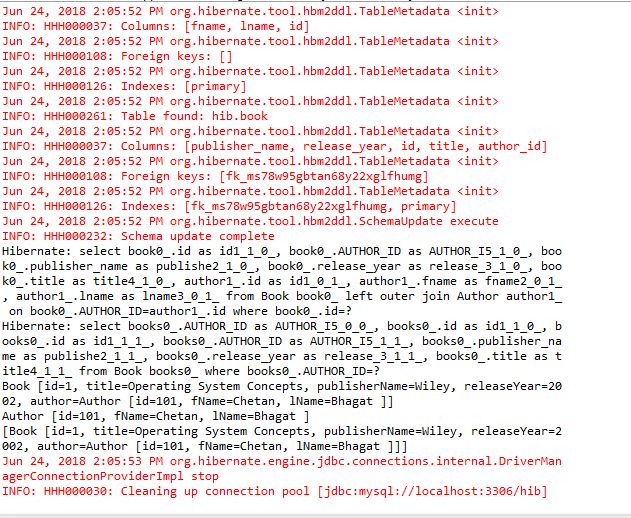 Jun 24, 2018 2:05:52 PM org.hibernate.tool.hbm2ddl.TableMetadata <init>
INFO: HHH000037: Columns: [fname, lname, id]
Jun 24, 2018 2:05:52 PM org.hibernate.tool.hbm2ddl.TableMetadata <init>
INFO: HHH000108: Foreign keys: []
Jun 24, 2018 2:05:52 PM org.hibernate.tool.hbm2ddl.TableMetadata <init>
INFO: HHH000126: Indexes: [primary]
Jun 24, 2018 2:05:52 PM org.hibernate.tool.hbm2ddl.TableMetadata <init>
INFO: HHH000261: Table found: hib.book
Jun 24, 2018 2:05:52 PM org.hibernate.tool.hbm2ddl.TableMetadata <init>
INFO: HHH000037: Columns: [publisher_name, release_year, id, title, author_id]
Jun 24, 2018 2:05:52 PM org.hibernate.tool.hbm2ddl.TableMetadata <init>
INFO: HHH000108: Foreign keys: [fk_ms78w95gbtan68y22xglfhumg]
Jun 24, 2018 2:05:52 PM org.hibernate.tool.hbm2ddl.TableMetadata <init>
INFO: HHH000126: Indexes: [fk_ms78w95gbtan68y22xglfhumg, primary]
Jun 24, 2018 2:05:52 PM org.hibernate.tool.hbm2ddl.SchemaUpdate execute
INFO: HHH000232: Schema update complete
Hibernate: select book0_.id as id1_1_0_, book0_.AUTHOR_ID as AUTHOR_I5_1_0_, boo
k0_.publisher_name as publishe2_1_0_, book0_.release_year as release_3_1_0_, boo
k0_.title as title4_1_0_, author1_.id as id1_0_1_, author1_.fname as fname2_0_1_
, author1_.lname as lname3_0_1_ from Book book0_ left outer join Author author1_
 on book0_.AUTHOR_ID=author1_.id where book0_.id=?
Hibernate: select books0_.AUTHOR_ID as AUTHOR_I5_0_0_, books0_.id as id1_1_0_, b
ooks0_.id as id1_1_1_, books0_.AUTHOR_ID as AUTHOR_I5_1_1_, books0_.publisher_na
me as publishe2_1_1_, books0_.release_year as release_3_1_1_, books0_.title as t
itle4_1_1_ from Book books0_ where books0_.AUTHOR_ID=?
Book [id=1, title=Operating System Concepts, publisherName=Wiley, releaseYear=20
02, author=Author [id=101, fName=Chetan, lName=Bhagat ]]
Author [id=101, fName=Chetan, lName=Bhagat ]
[Book [id=1, title=Operating System Concepts, publisherName=Wiley, releaseYear=2
002, author=Author [id=101, fName=Chetan, lName=Bhagat ]]]
Jun 24, 2018 2:05:53 PM org.hibernate.engine.jdbc.connections.internal.DriverMan
agerConnectionProviderImpl stop
INFO: HHH000030: Cleaning up connection pool [jdbc:mysql://localhost:3306/hib]